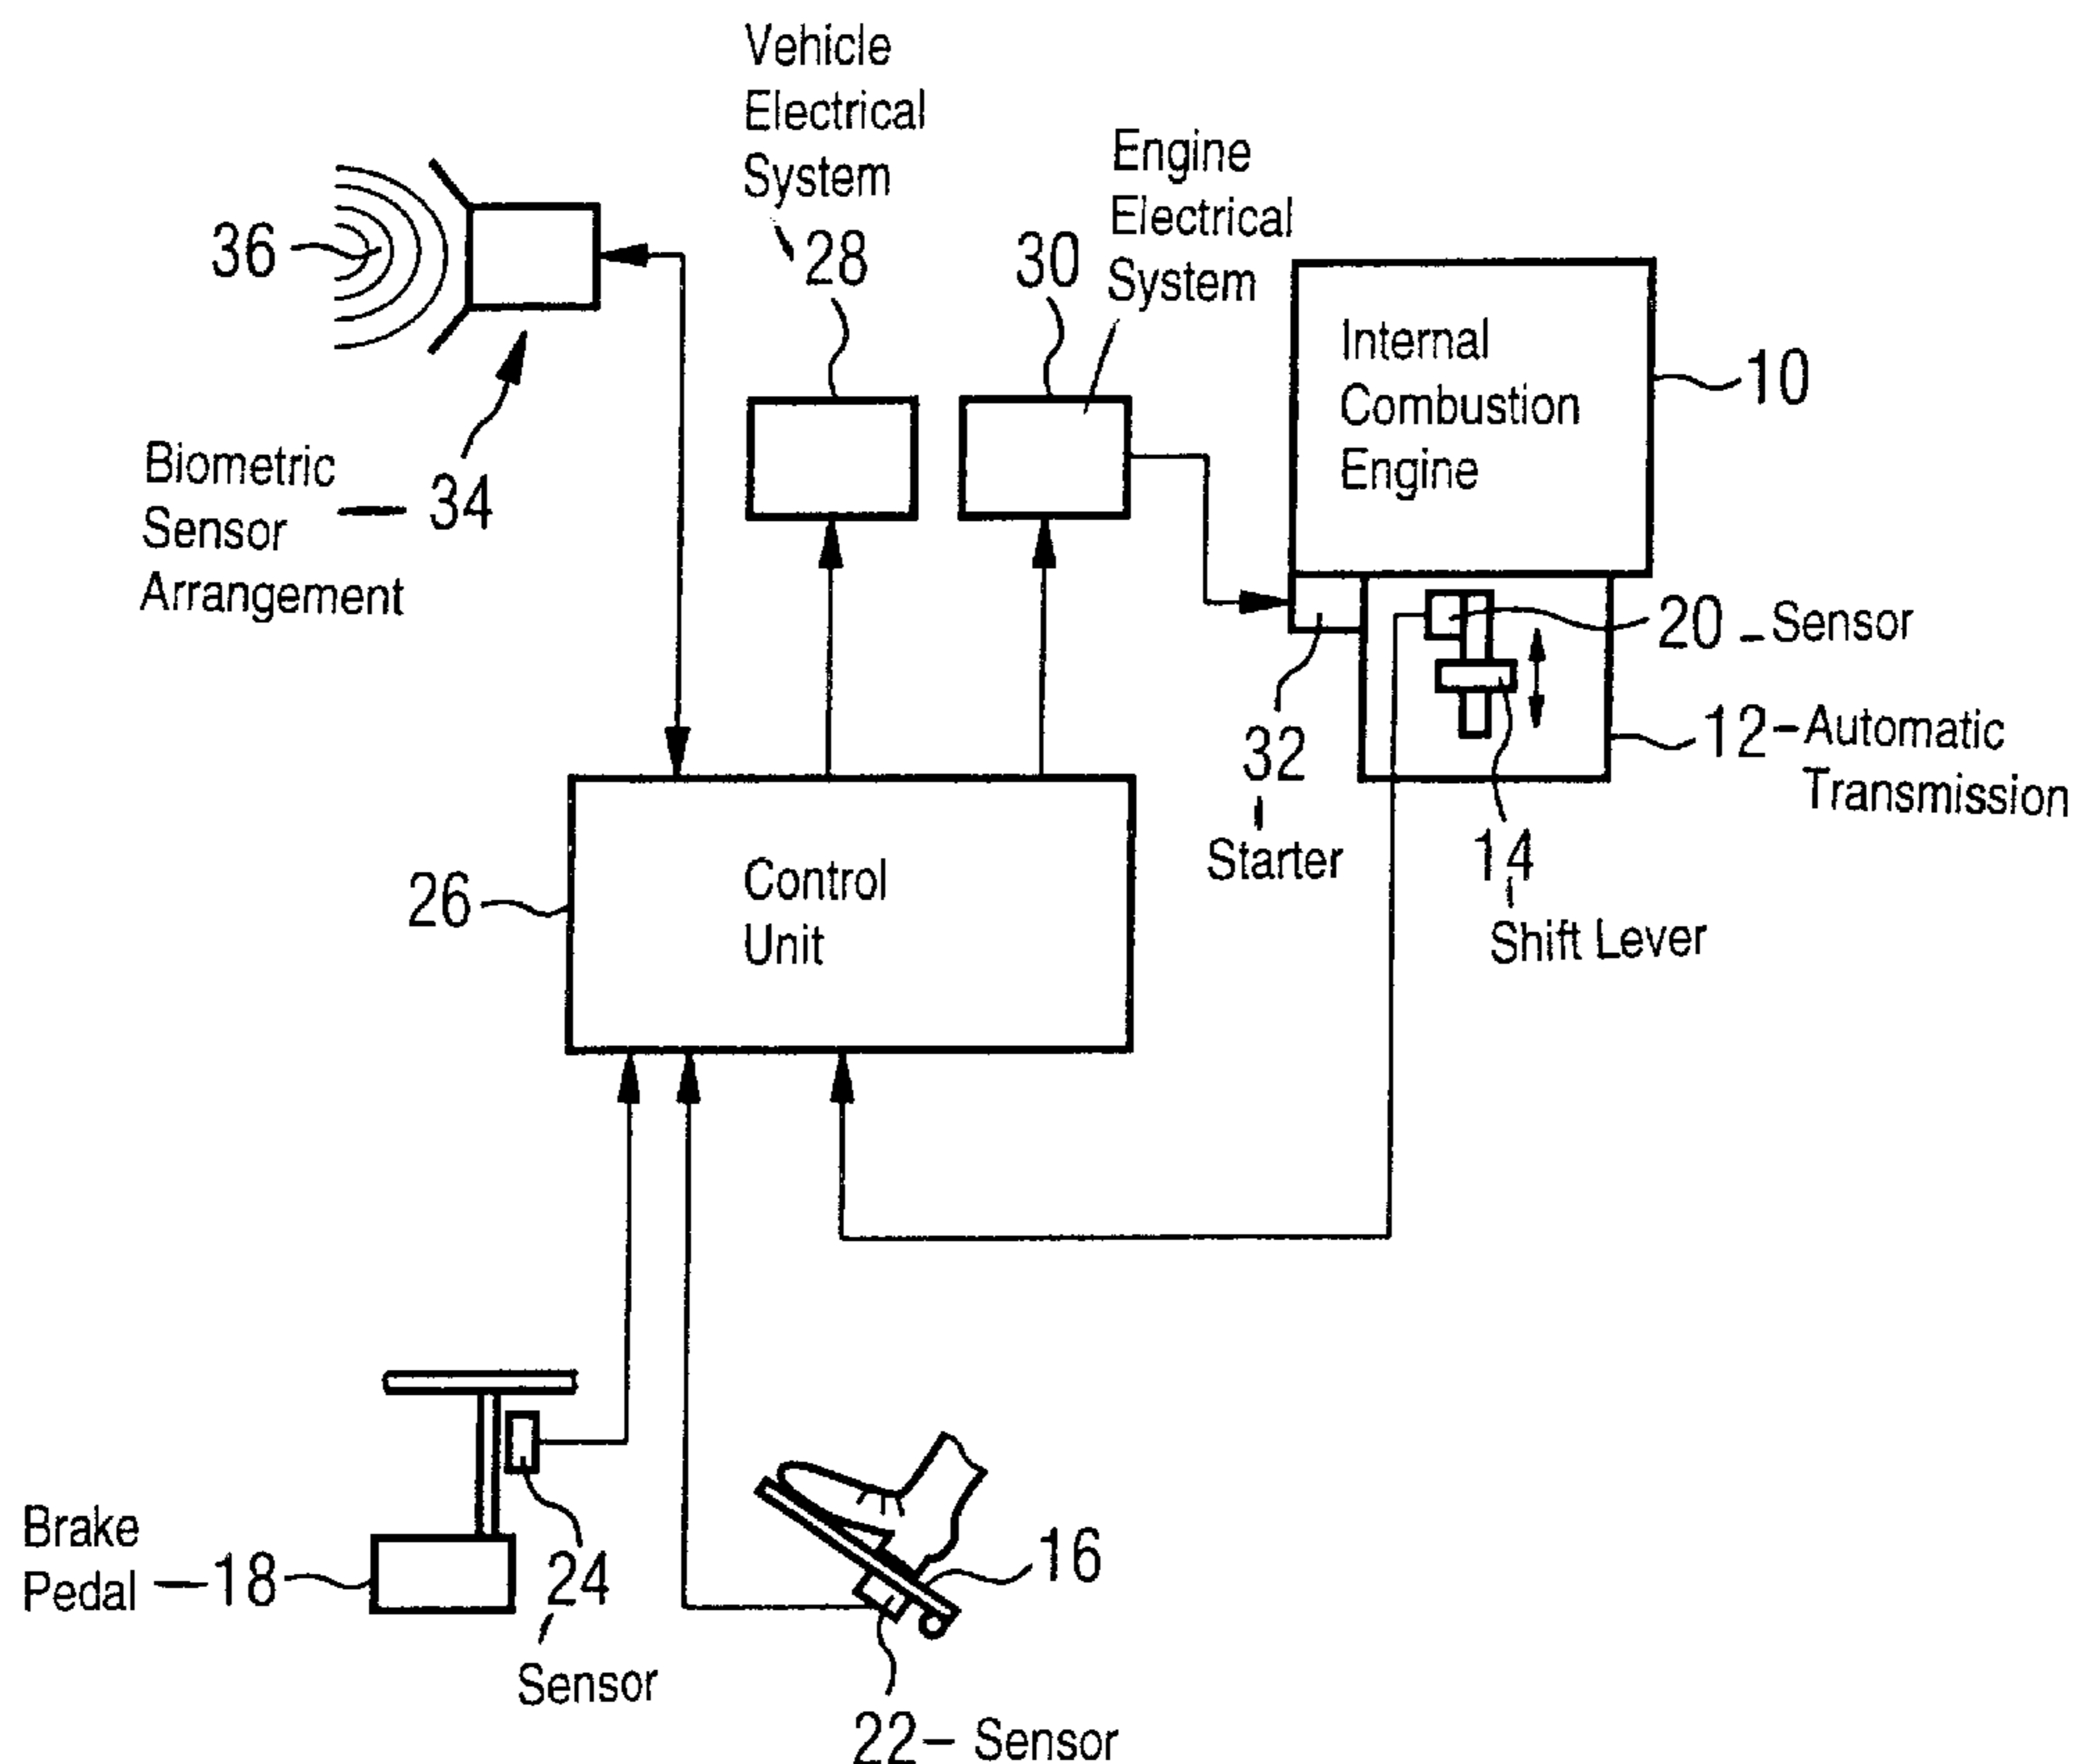 Vehicle
Electrical
System
28
Engine
Electrical
System
30
36
Internal
Combustion
Engine
10
Biometric
Sensor
Arrangement
34
20 - Sensor
12 - Automatic
Transmission
32
Starter
14
Shift Lever
26
Control
Unit
Brake
Pedal - 18
24
Sensor
16
22 - Sensor